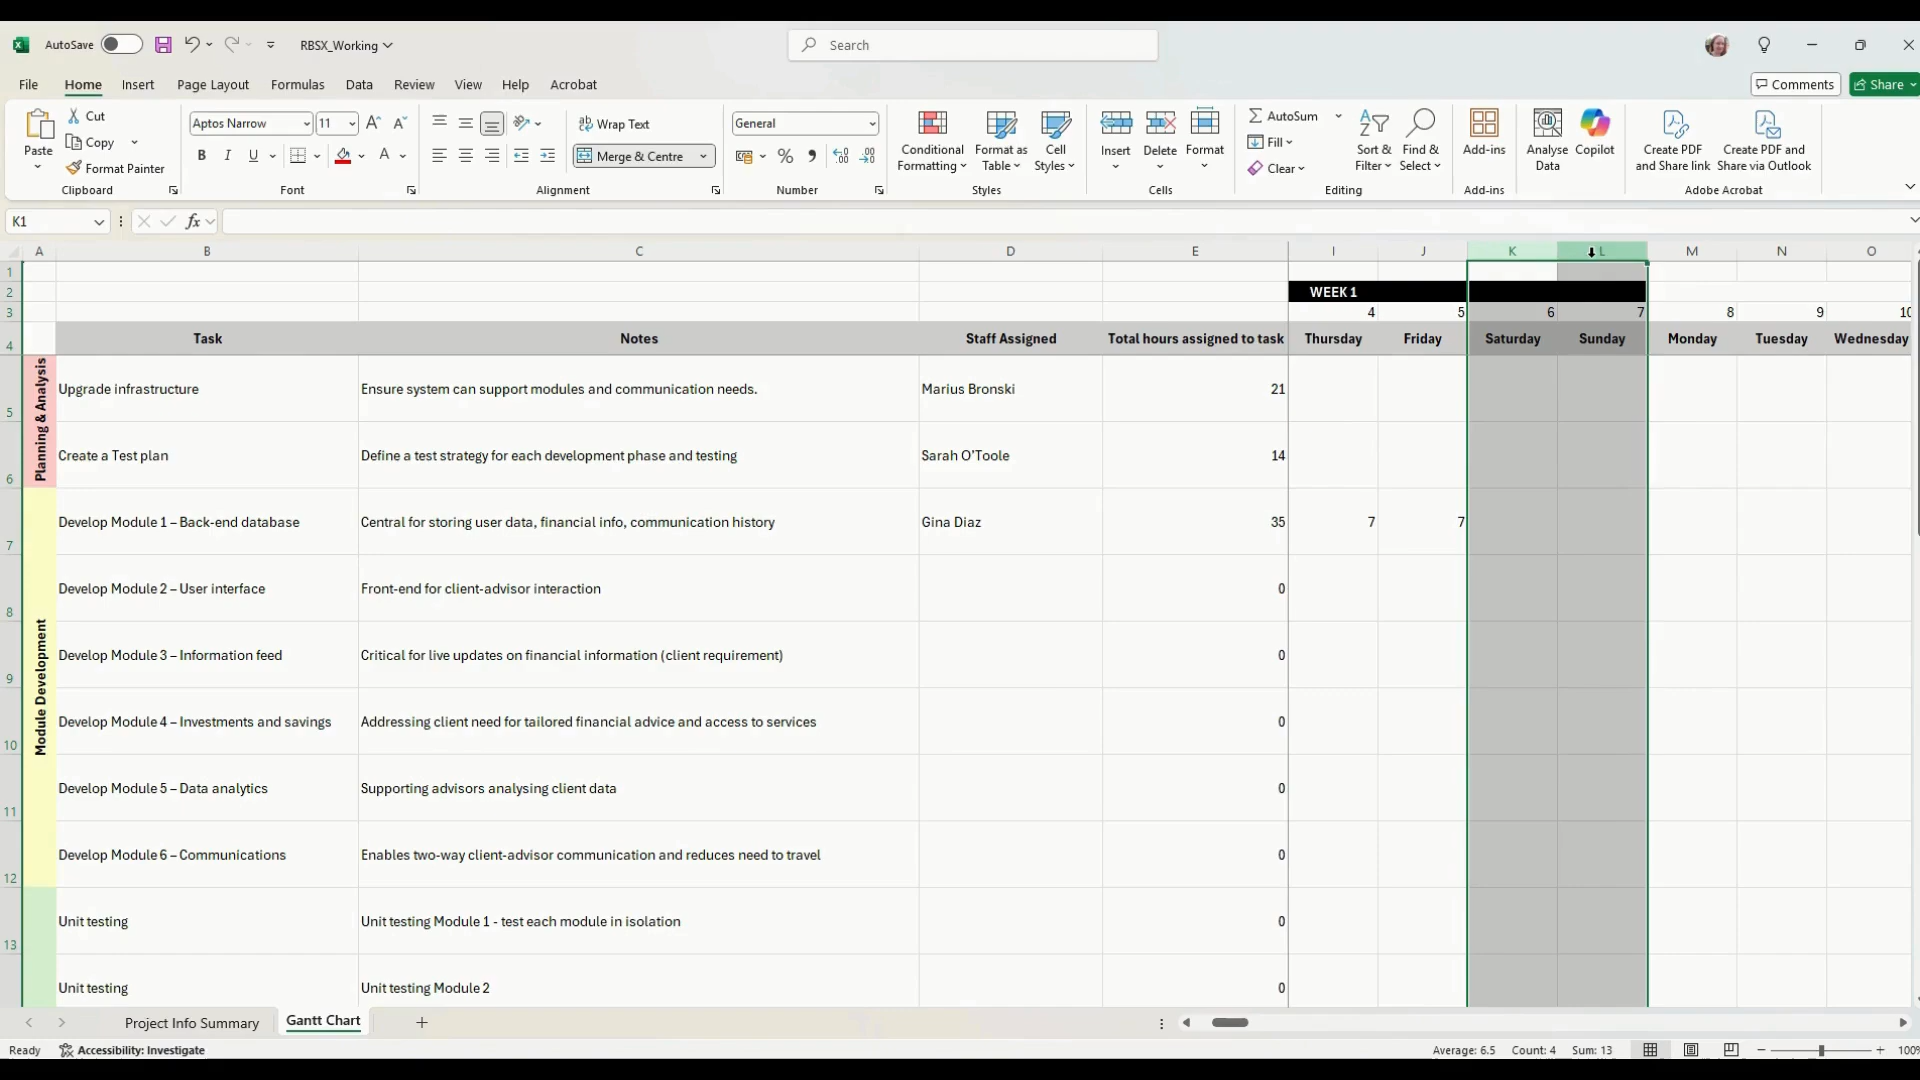 AutoSave
RBSX_Working
Search
File Home Insert Page Layout Formulas Data Review View Help Acrobat
Comments Share
Paste
Cut
Copy
Format Painter
Clipboard
Aptos Narrow 11
B I U
Font
Wrap Text
Merge & Centre
Alignment
General
Number
Conditional Formatting
Format as Table
Cell Styles
Styles
Insert Delete Format
Cells
AutoSum
Fill
Clear
Sort & Filter
Find & Select
Editing
Add-ins
Add-ins
Analyse Data
Copilot
Create PDF and Share link
Create PDF and Share via Outlook
Adobe Acrobat
K1
fx
A B C D E I J K L M N O
1
2 WEEK 1
3 4 5 6 7 8 9 10
4 Task Notes Staff Assigned Total hours assigned to task Thursday Friday Saturday Sunday Monday Tuesday Wednesday
Planning & Analysis
5 Upgrade infrastructure Ensure system can support modules and communication needs. Marius Bronski 21
6 Create a Test plan Define a test strategy for each development phase and testing Sarah O'Toole 14
Module Development
7 Develop Module 1 – Back-end database Central for storing user data, financial info, communication history Gina Diaz 35 7 7
8 Develop Module 2 – User interface Front-end for client-advisor interaction 0
9 Develop Module 3 – Information feed Critical for live updates on financial information (client requirement) 0
10 Develop Module 4 – Investments and savings Addressing client need for tailored financial advice and access to services 0
11 Develop Module 5 – Data analytics Supporting advisors analysing client data 0
12 Develop Module 6 – Communications Enables two-way client-advisor communication and reduces need to travel 0
13 Unit testing Unit testing Module 1 - test each module in isolation 0
Unit testing Unit testing Module 2 0
Project Info Summary Gantt Chart
Ready Accessibility: Investigate Average: 6.5 Count: 4 Sum: 13 100%